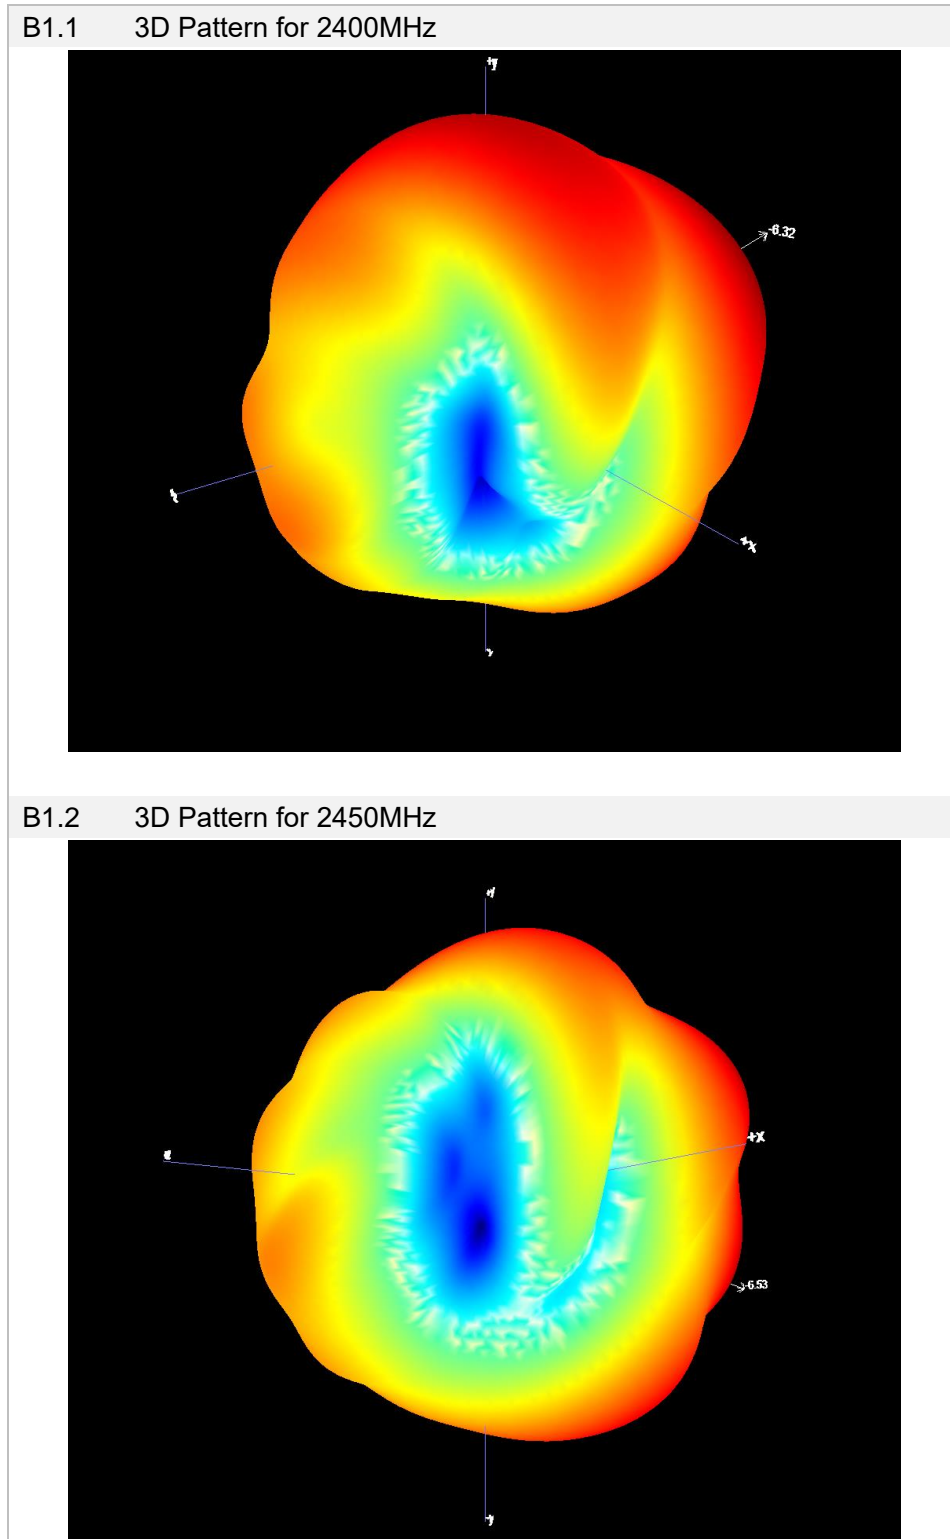 B1.1 3D Pattern for 2400MHz
-6.32
+X
B1.2 3D Pattern for 2450MHz
+X
-6.53